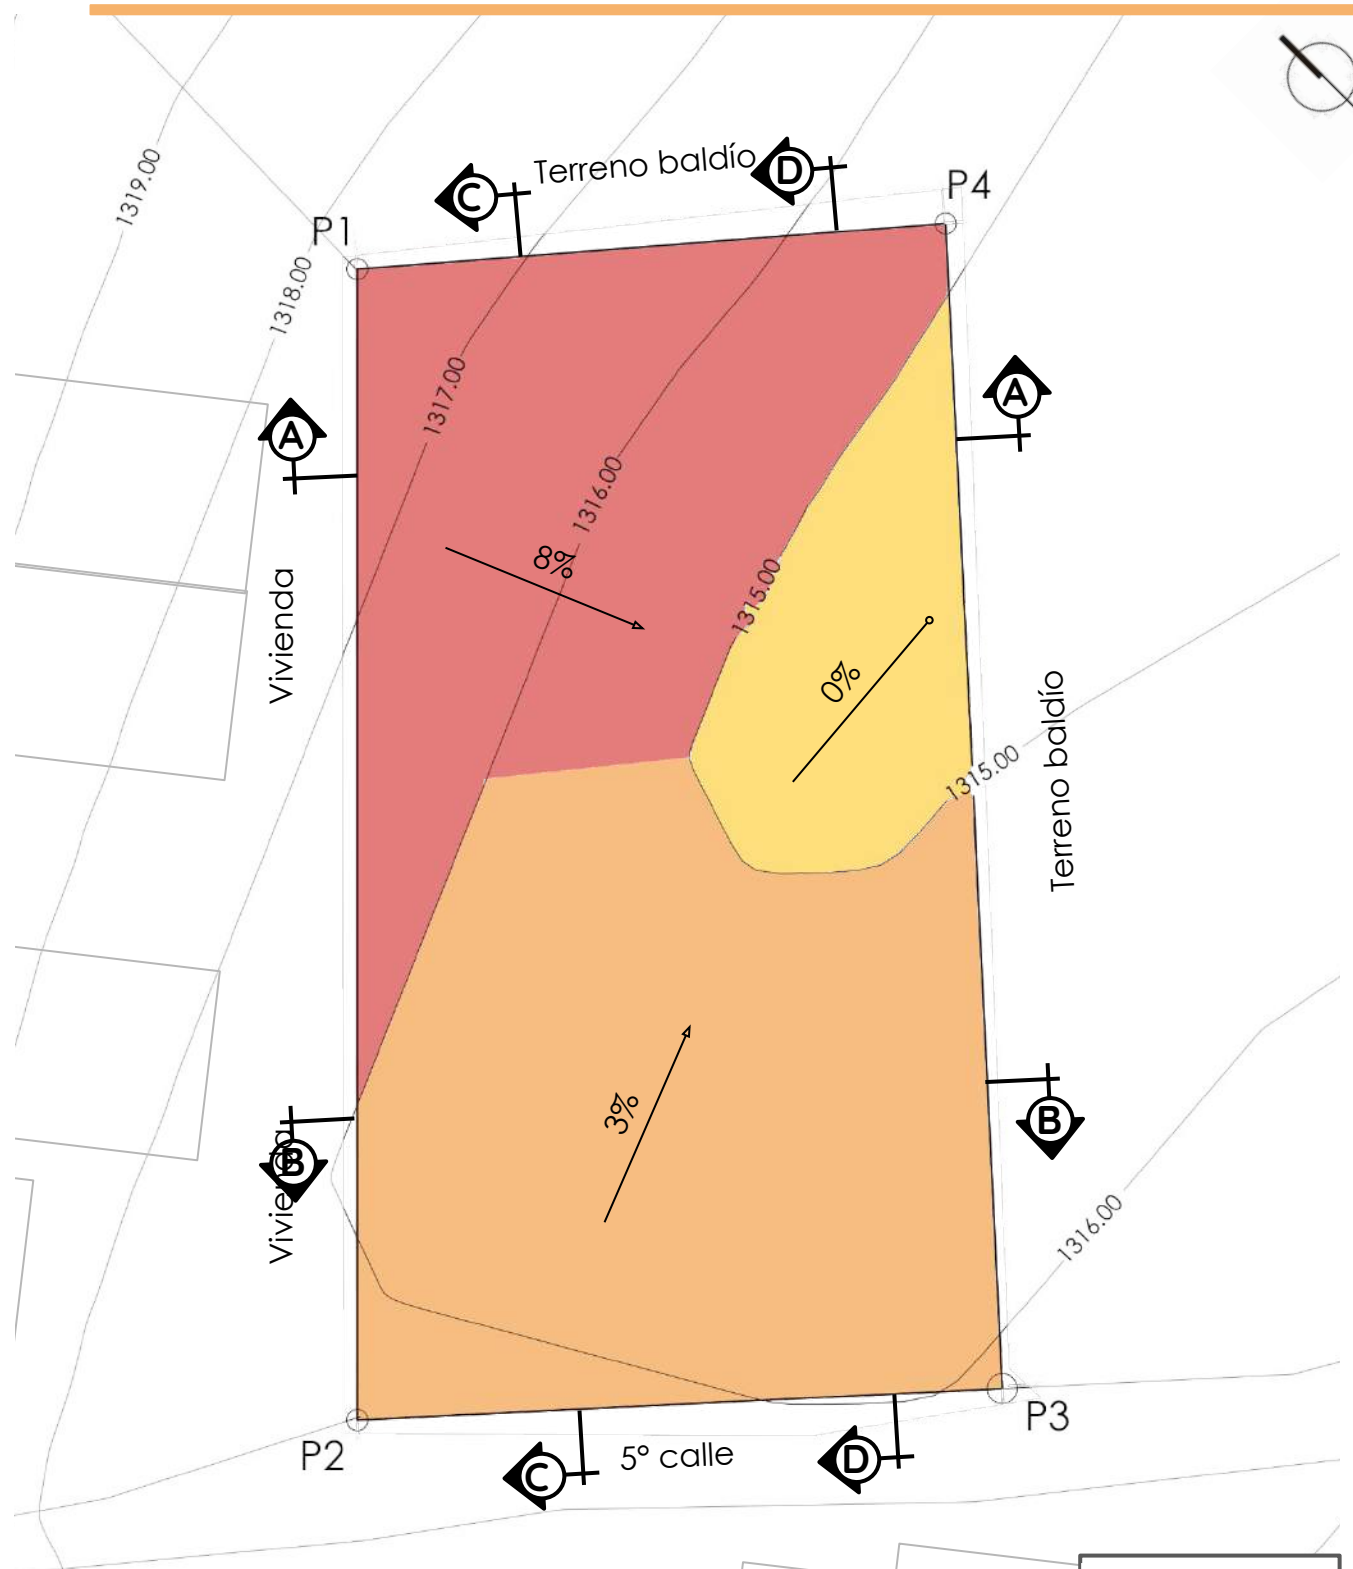 Terreno baldío
D
C
P4
P1
1319.00
1318.00
1317.00
A
A
1316.00
8%
1315.00
Vivienda
0%
Terreno baldío
1315.00
3%
B
B
Vivienda
1316.00
P3
P2
5° calle
D
C